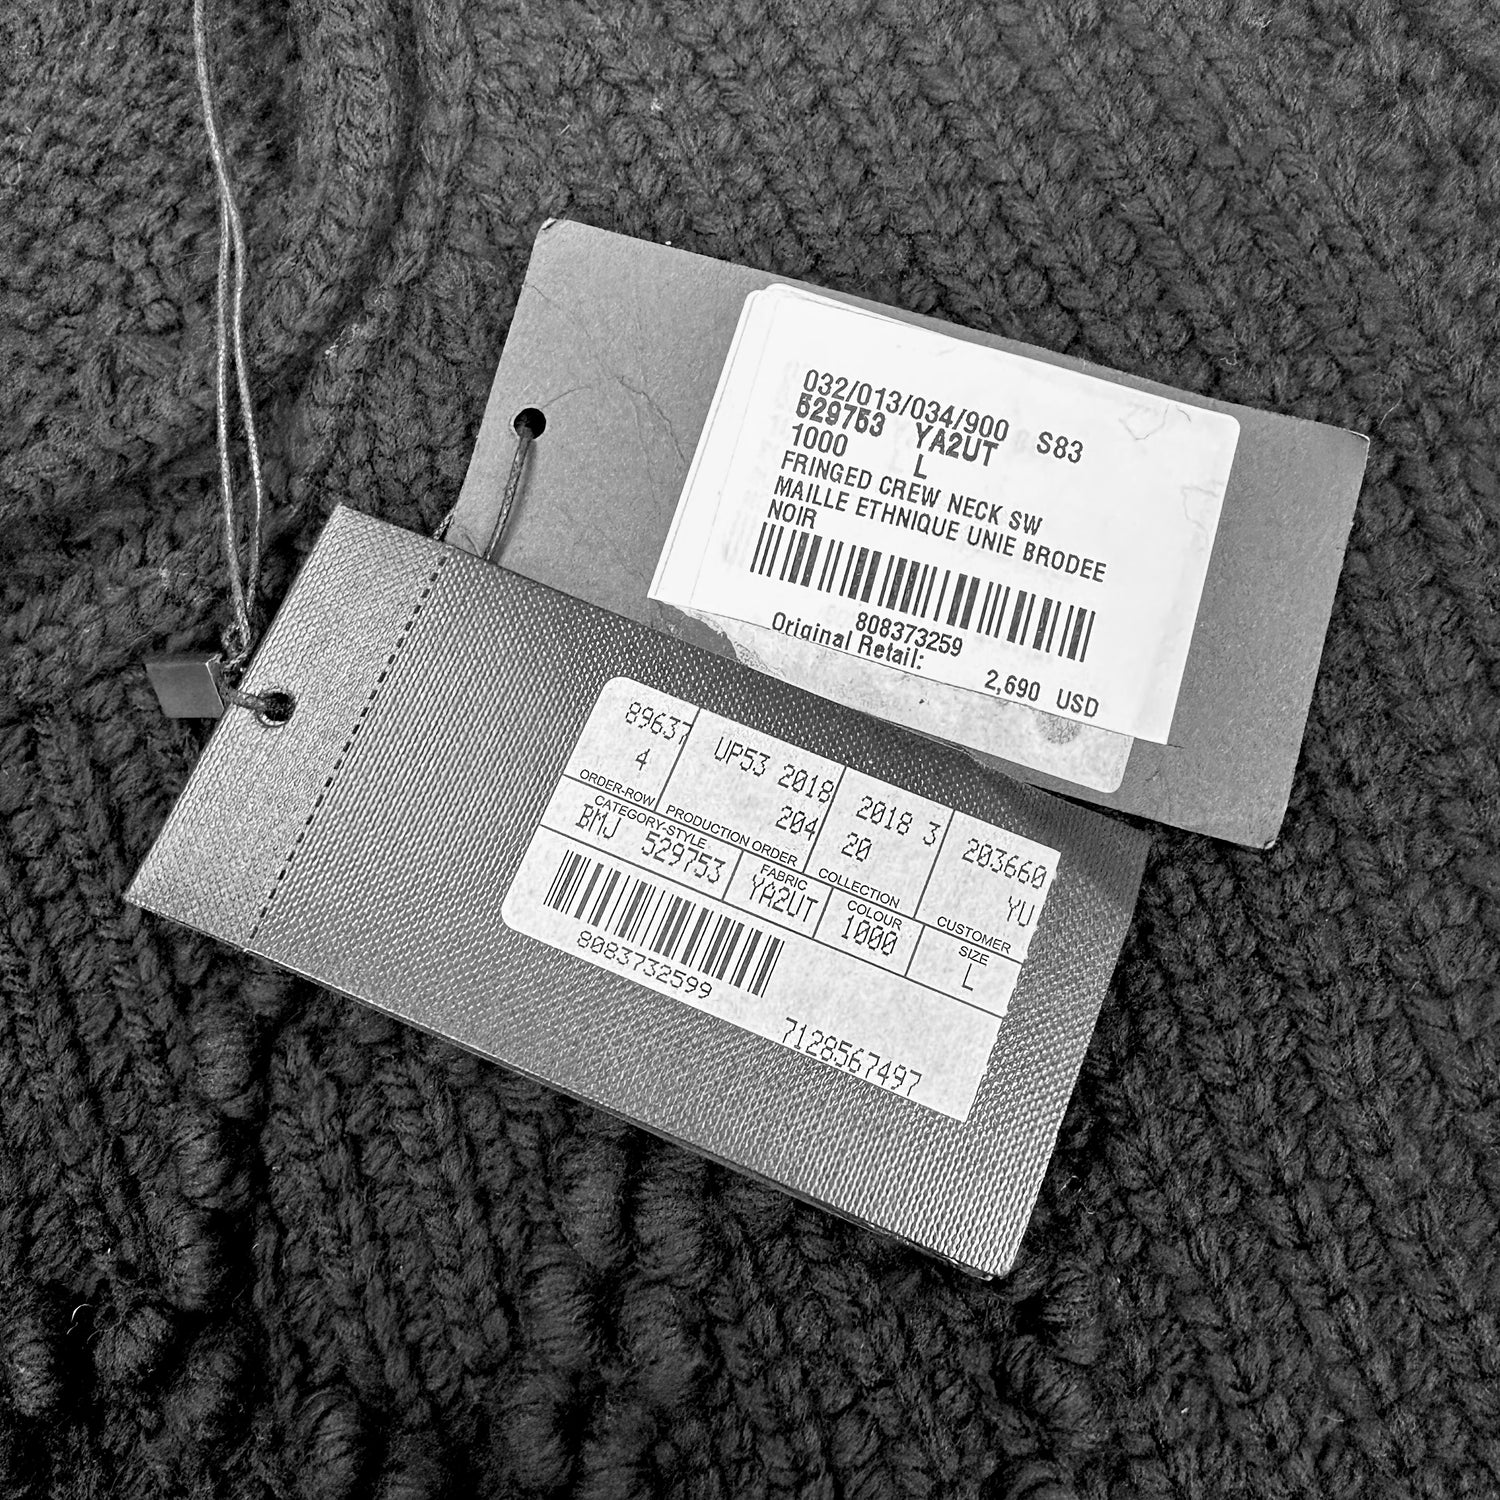 032/013/034/900 S83
529753 YA2UT
1000 L
FRINGED CREW NECK SW
MAILLE ETHNIQUE UNIE BRODEE
NOIR
808373259
Original Retail:
2,690 USD
89637 UP53 2018 2018 3 203660
4 204 20 YU
ORDER-ROW PRODUCTION ORDER COLLECTION CUSTOMER
CATEGORY-STYLE FABRIC COLOUR SIZE
BMJ 529753 YA2UT 1000 L
8083732599
7128567497